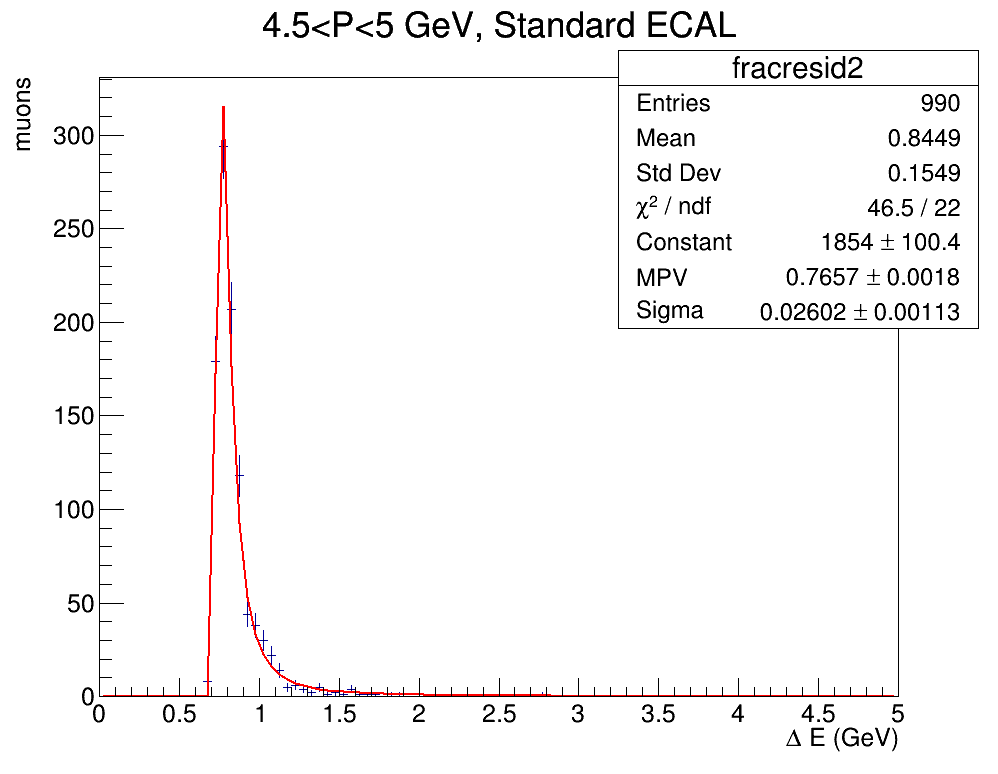 4.5<P<5 GeV, Standard ECAL
fracresid2
Entries 990
Mean 0.8449
Std Dev 0.1549
χ² / ndf 46.5 / 22
Constant 1854 ± 100.4
MPV 0.7657 ± 0.0018
Sigma 0.02602 ± 0.00113
muons
300
250
200
150
100
50
0
0 0.5 1 1.5 2 2.5 3 3.5 4 4.5 5
Δ E (GeV)